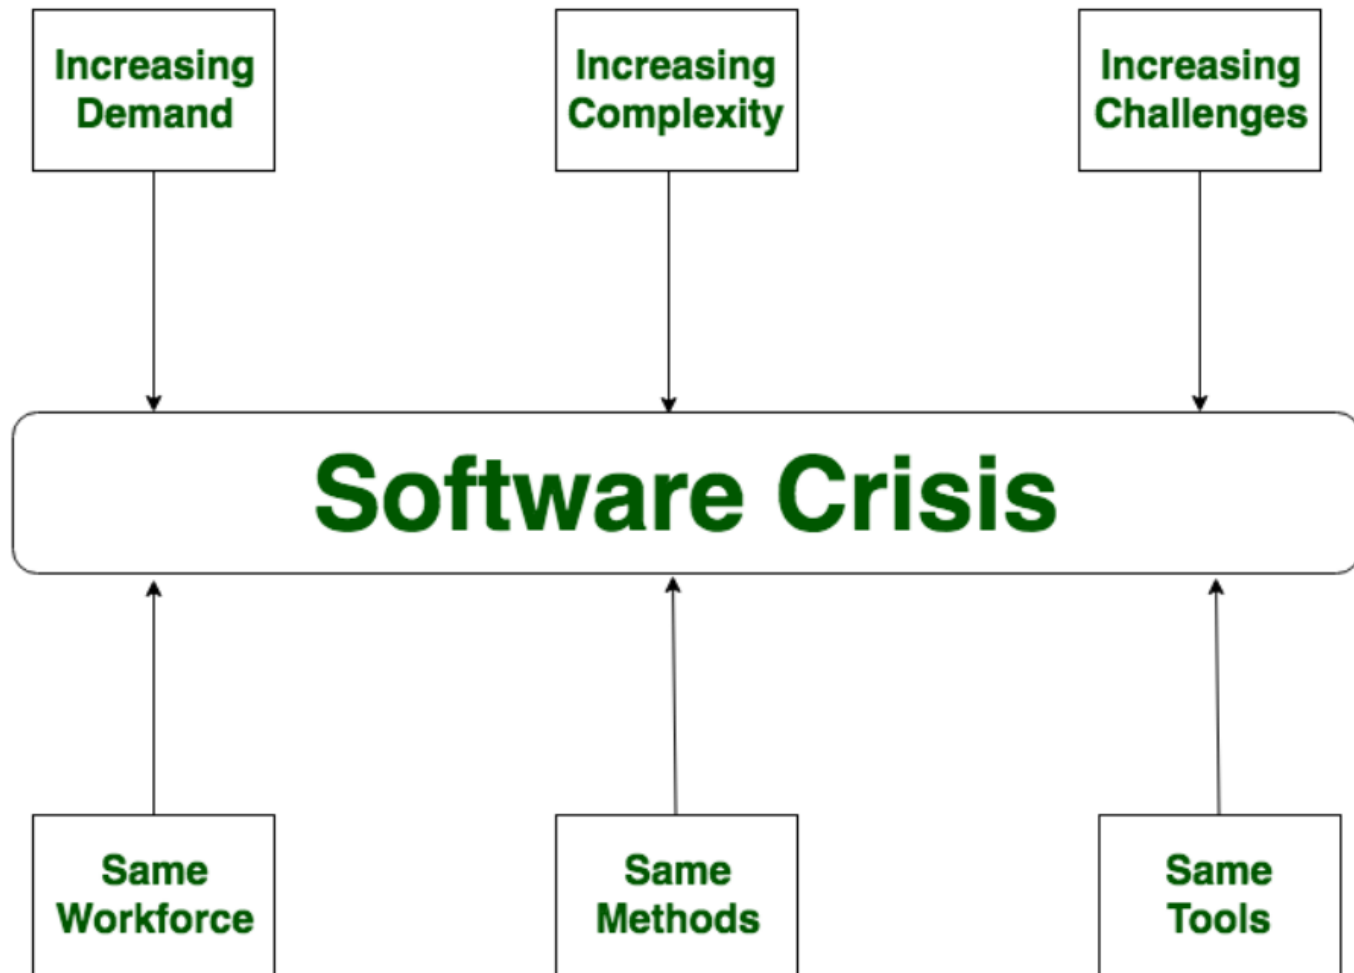 Increasing
Demand
Increasing
Complexity
Increasing
Challenges
Software Crisis
Same
Workforce
Same
Methods
Same
Tools